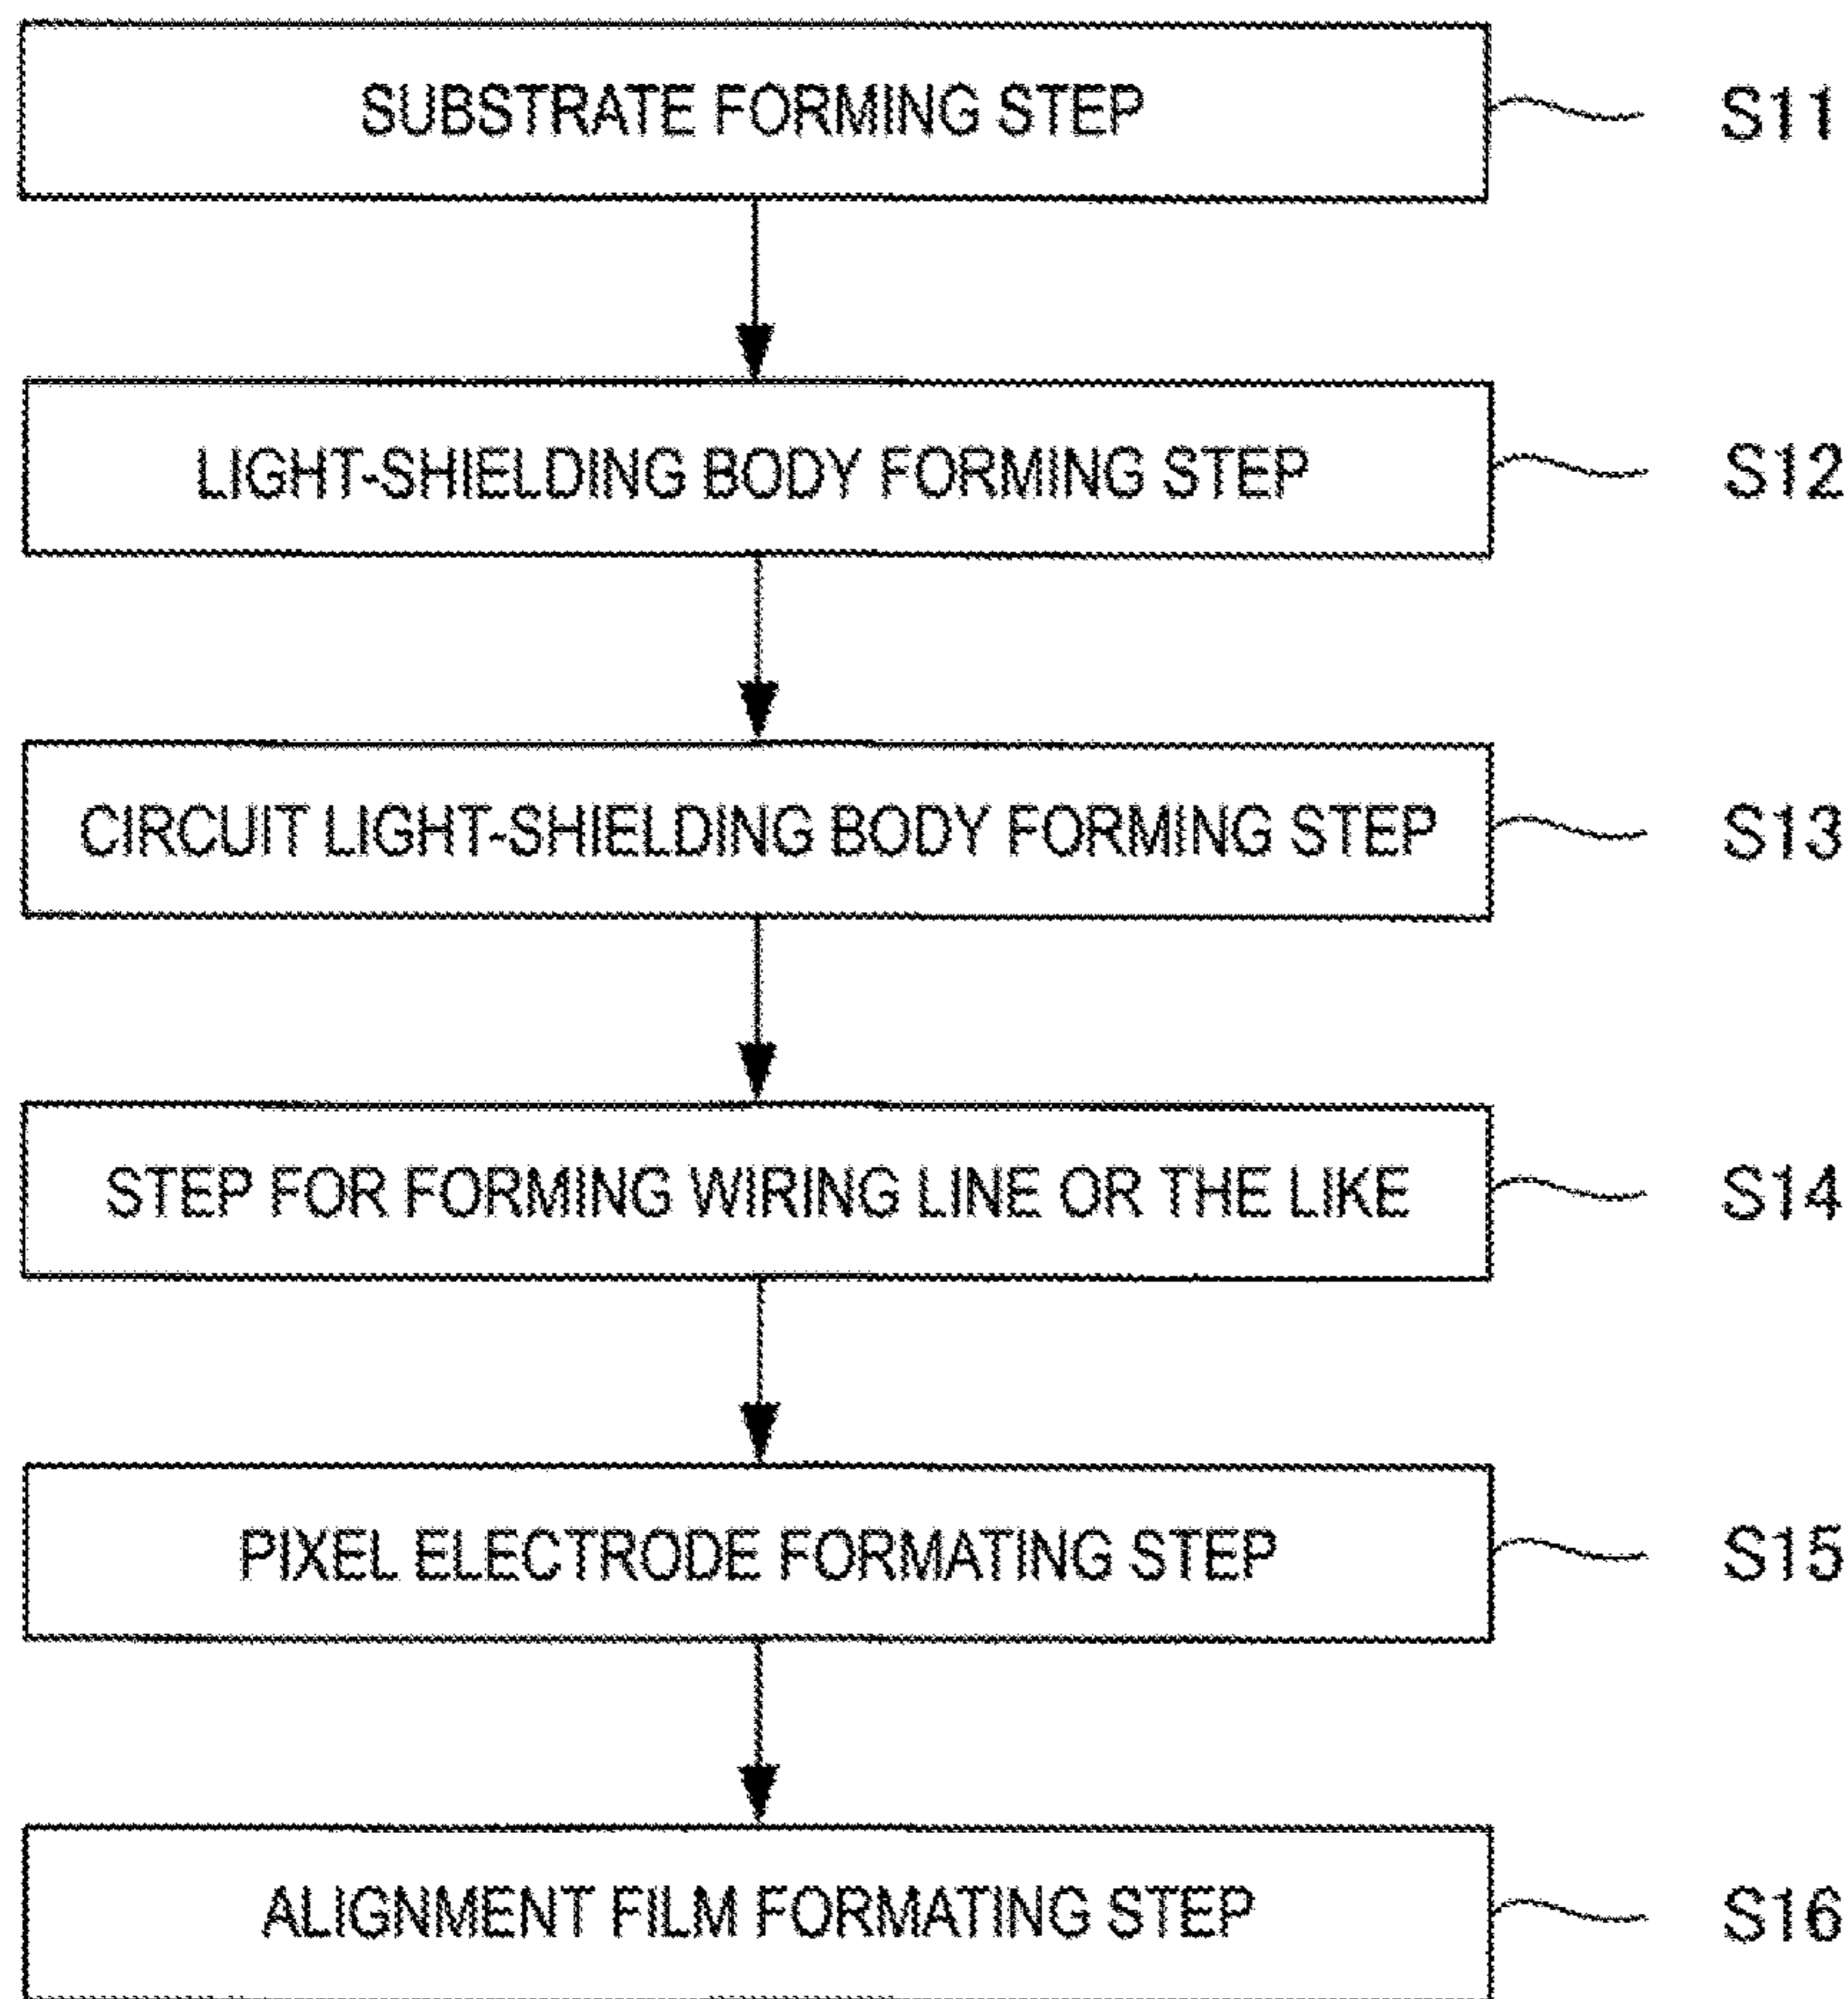 SUBSTRATE FORMING STEP S11
LIGHT-SHIELDING BODY FORMING STEP S12
CIRCUIT LIGHT-SHIELDING BODY FORMING STEP S13
STEP FOR FORMING WIRING LINE OR THE LIKE S14
PIXEL ELECTRODE FORMATING STEP S15
ALIGNMENT FILM FORMATING STEP S16